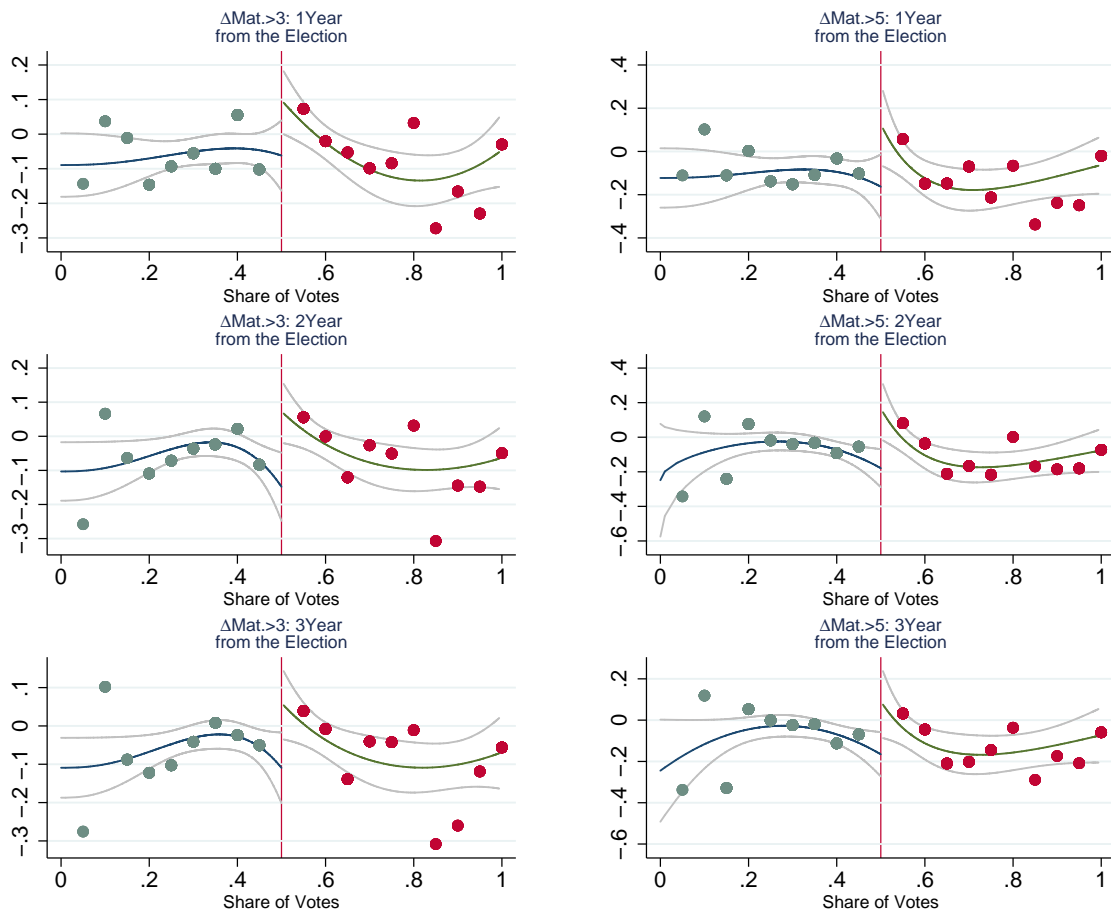 ΔMat.>3: 1Year
from the Election
.2
.1
0
−.1
−.2
−.3
0 .2 .4 .6 .8 1
Share of Votes
ΔMat.>5: 1Year
from the Election
.4
.2
0
−.2
−.4
0 .2 .4 .6 .8 1
Share of Votes
ΔMat.>3: 2Year
from the Election
.2
.1
0
−.1
−.2
−.3
0 .2 .4 .6 .8 1
Share of Votes
ΔMat.>5: 2Year
from the Election
.4
.2
0
−.2
−.4
−.6
0 .2 .4 .6 .8 1
Share of Votes
ΔMat.>3: 3Year
from the Election
.1
0
−.1
−.2
−.3
0 .2 .4 .6 .8 1
Share of Votes
ΔMat.>5: 3Year
from the Election
.2
0
−.2
−.4
−.6
0 .2 .4 .6 .8 1
Share of Votes